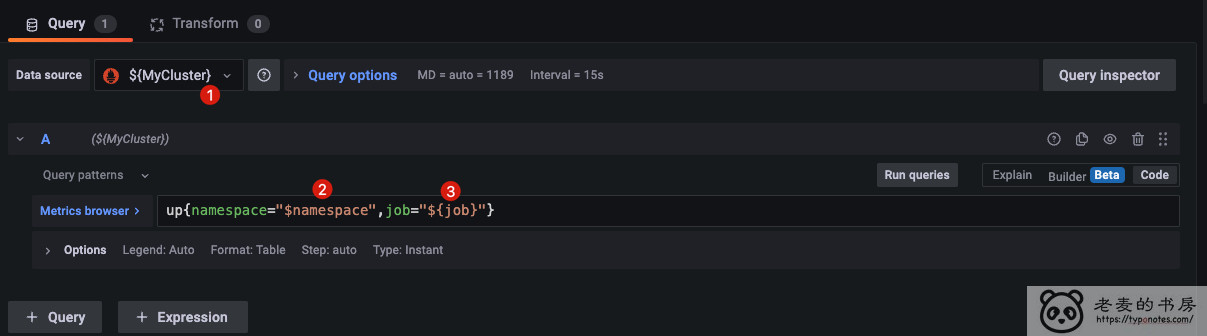 Query 1 Transform 0
Data source ${MyCluster} > Query options MD = auto = 1189 Interval = 15s Query inspector
1
A (${MyCluster})
Query patterns Run queries Explain Builder Beta Code
2 3
Metrics browser > up{namespace="$namespace",job="${job}"}
> Options Legend: Auto Format: Table Step: auto Type: Instant
+ Query + Expression
老麦的书房
https://typonotes.com/